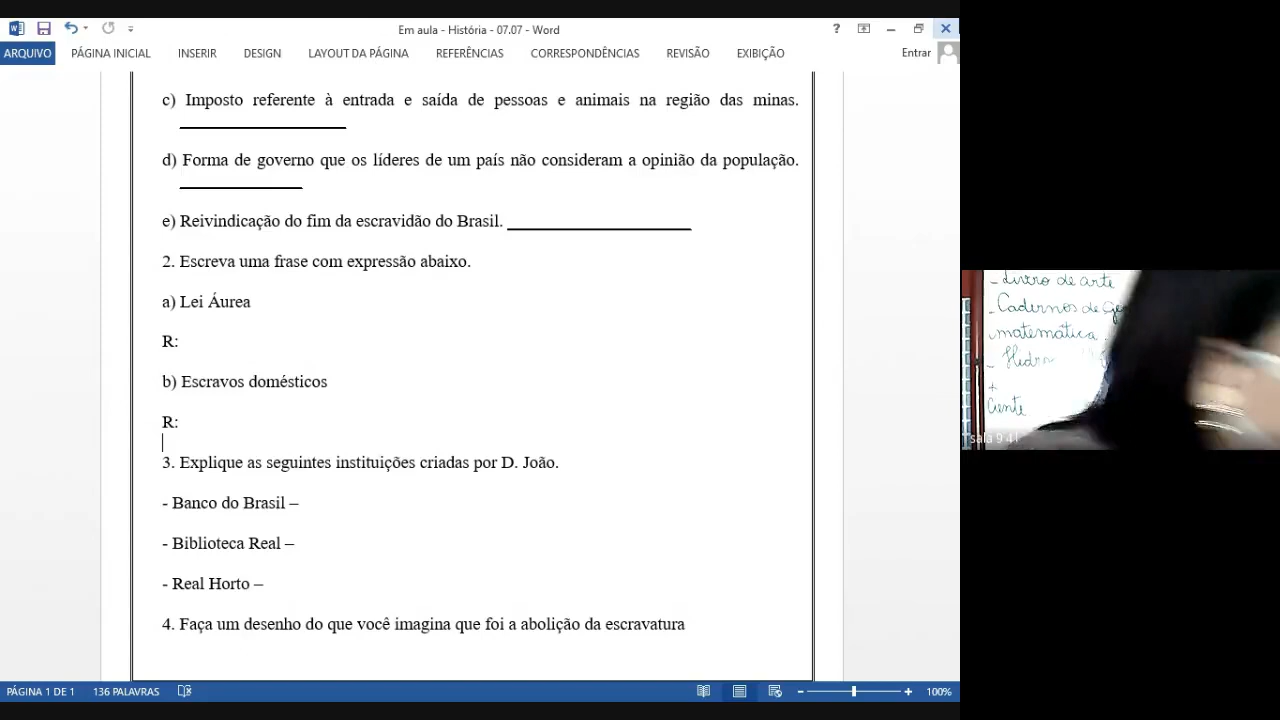 Em aula - História - 07.07 - Word
?
ARQUIVO PÁGINA INICIAL INSERIR DESIGN LAYOUT DA PÁGINA REFERÊNCIAS CORRESPONDÊNCIAS REVISÃO EXIBIÇÃO Entrar
c) Imposto referente à entrada e saída de pessoas e animais na região das minas.
d) Forma de governo que os líderes de um país não consideram a opinião da população.
e) Reivindicação do fim da escravidão do Brasil.
2. Escreva uma frase com expressão abaixo.
a) Lei Áurea
R:
b) Escravos domésticos
R:
3. Explique as seguintes instituições criadas por D. João.
- Banco do Brasil –
- Biblioteca Real –
- Real Horto –
4. Faça um desenho do que você imagina que foi a abolição da escravatura
PÁGINA 1 DE 1 136 PALAVRAS 100%
- Livro de arte
- Cadernos de
matemática
+
sala 9 4